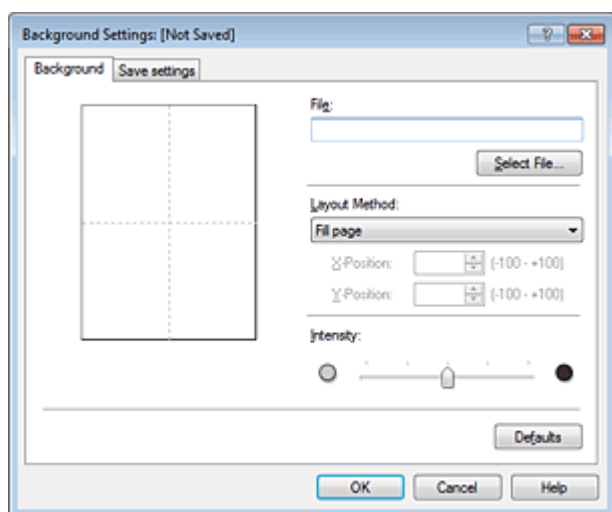 Background Settings: [Not Saved]
Background Save settings
File:
Select File...
Layout Method:
Fill page
X-Position: (-100 - +100)
Y-Position: (-100 - +100)
Intensity:
Defaults
OK Cancel Help